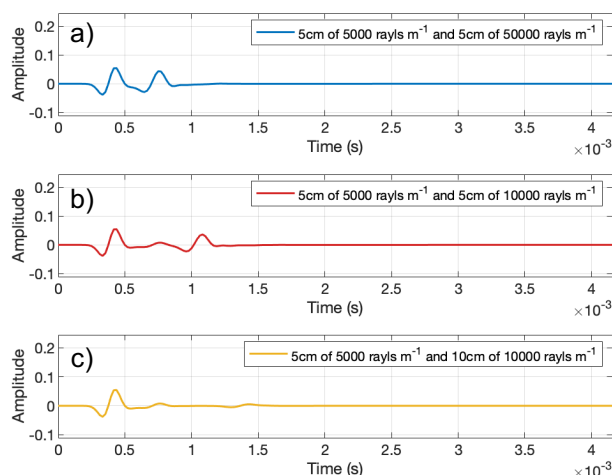 a)
5cm of 5000 rayls m⁻¹ and 5cm of 50000 rayls m⁻¹
Amplitude
0.2
0.1
0
-0.1
0 0.5 1 1.5 2 2.5 3 3.5 4
Time (s)
×10⁻³
b)
5cm of 5000 rayls m⁻¹ and 5cm of 10000 rayls m⁻¹
Amplitude
0.2
0.1
0
-0.1
0 0.5 1 1.5 2 2.5 3 3.5 4
Time (s)
×10⁻³
c)
5cm of 5000 rayls m⁻¹ and 10cm of 10000 rayls m⁻¹
Amplitude
0.2
0.1
0
-0.1
0 0.5 1 1.5 2 2.5 3 3.5 4
Time (s)
×10⁻³